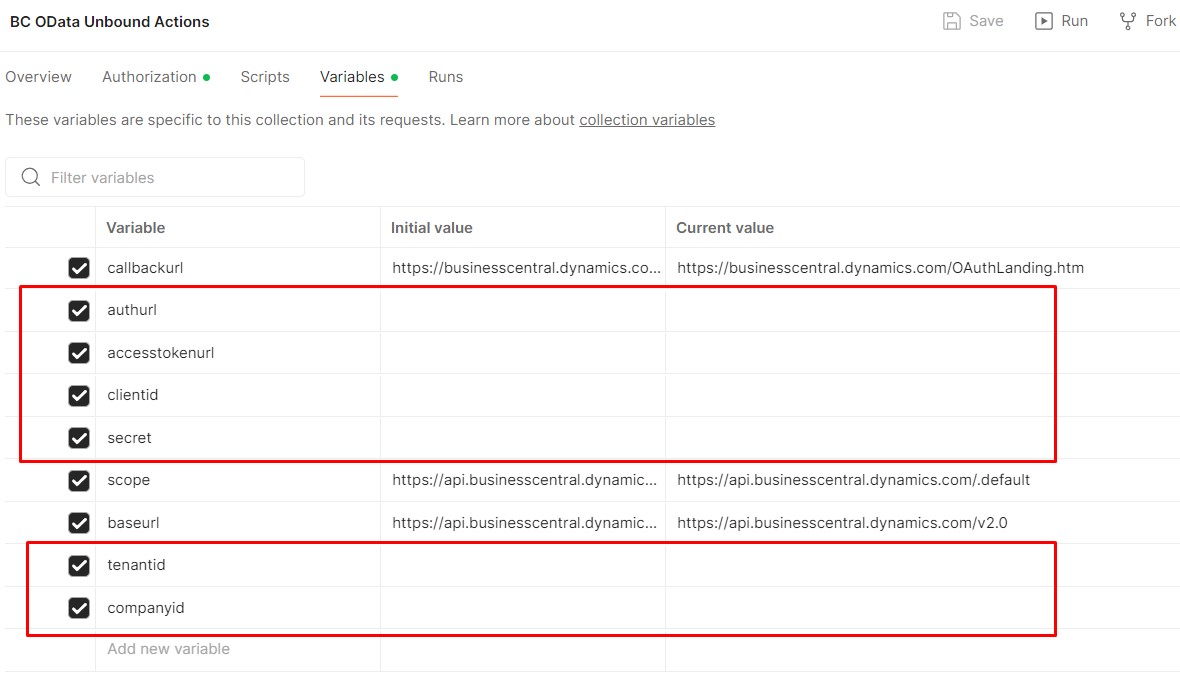 BC OData Unbound Actions
Save Run Fork
Overview Authorization Scripts Variables Runs
These variables are specific to this collection and its requests. Learn more about collection variables
Filter variables
Variable Initial value Current value
callbackurl https://businesscentral.dynamics.co... https://businesscentral.dynamics.com/OAuthLanding.htm
authurl
accesstokenurl
clientid
secret
scope https://api.businesscentral.dynamic... https://api.businesscentral.dynamics.com/.default
baseurl https://api.businesscentral.dynamic... https://api.businesscentral.dynamics.com/v2.0
tenantid
companyid
Add new variable